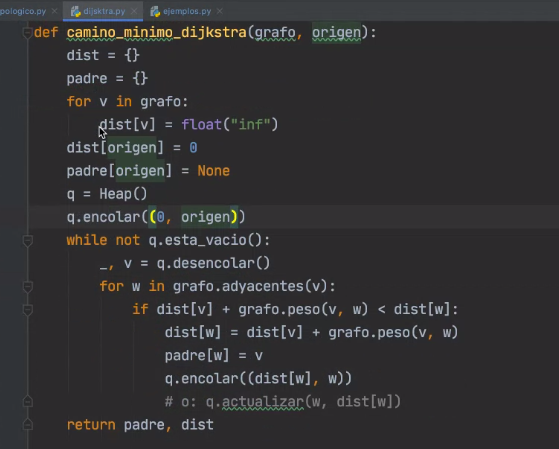 pologico.py dijsktra.py ejempios.py
def camino_minimo_dijkstra(grafo, origen):
dist = {}
padre = {}
for v in grafo:
dist[v] = float("inf")
dist[origen] = 0
padre[origen] = None
q = Heap()
q.encolar((0, origen))
while not q.esta_vacio():
_, v = q.desencolar()
for w in grafo.adyacentes(v):
if dist[v] + grafo.peso(v, w) < dist[w]:
dist[w] = dist[v] + grafo.peso(v, w)
padre[w] = v
q.encolar((dist[w], w))
# o: q.actualizar(w, dist[w])
return padre, dist